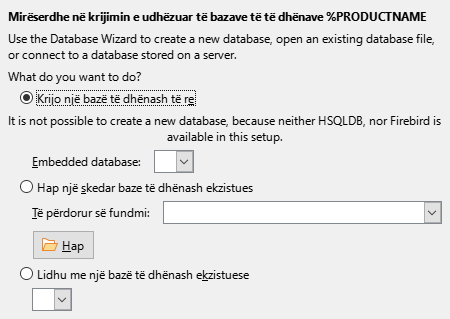 Mirëserdhe në krijimin e udhëzuar të bazave të të dhënave %PRODUCTNAME
Use the Database Wizard to create a new database, open an existing database file,
or connect to a database stored on a server.
What do you want to do?
Krijo një bazë të dhënash të re
It is not possible to create a new database, because neither HSQLDB, nor Firebird is
available in this setup.
Embedded database:
Hap një skedar baze të dhënash ekzistues
Të përdorur së fundmi:
Hap
Lidhu me një bazë të dhënash ekzistuese